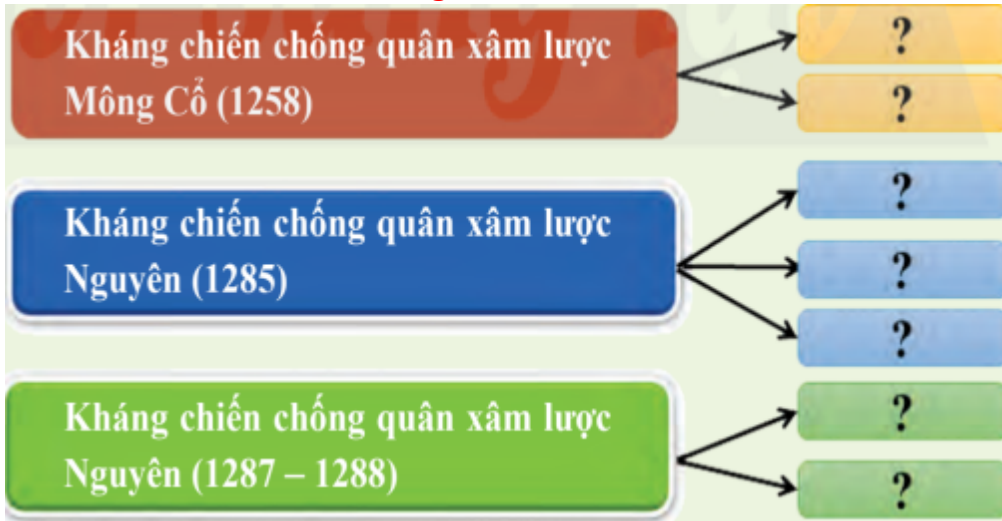 Kháng chiến chống quân xâm lược
Mông Cổ (1258)
?
?
Kháng chiến chống quân xâm lược
Nguyên (1285)
?
?
?
Kháng chiến chống quân xâm lược
Nguyên (1287 – 1288)
?
?